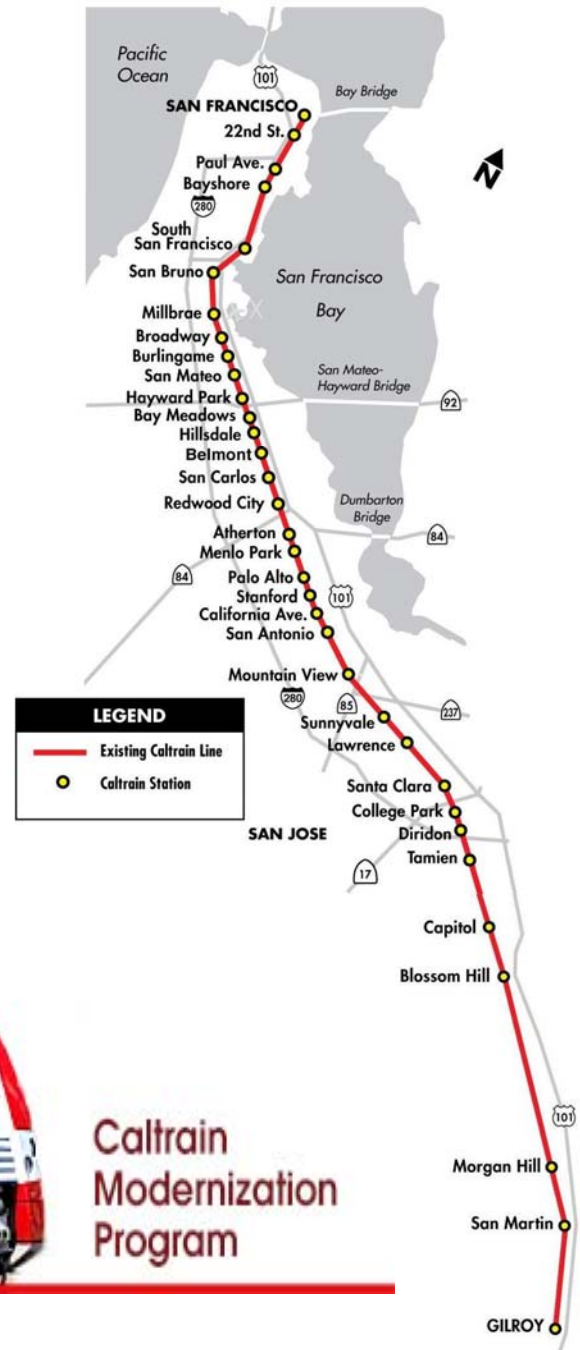 Pacific
Ocean
101
Bay Bridge
SAN FRANCISCO
22nd St.
N
Paul Ave.
Bayshore
280
South
San Francisco
San Bruno
San Francisco
Bay
Millbrae
Broadway
Burlingame
San Mateo
San Mateo-
Hayward Bridge
Hayward Park
92
Bay Meadows
Hillsdale
Belmont
San Carlos
Redwood City
Dumbarton
Bridge
Atherton
84
Menlo Park
Palo Alto
84
Stanford
101
California Ave.
San Antonio
Mountain View
280
85
237
LEGEND
Sunnyvale
Existing Caltrain Line
Lawrence
Caltrain Station
Santa Clara
College Park
SAN JOSE
Diridon
Tamien
17
Capitol
Blossom Hill
101
Caltrain
Modernization
Program
Morgan Hill
San Martin
GILROY